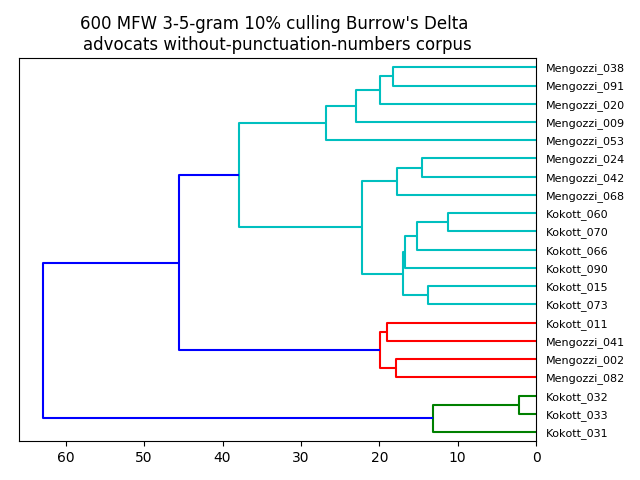 600 MFW 3-5-gram 10% culling Burrow's Delta
advocats without-punctuation-numbers corpus
Mengozzi_038
Mengozzi_091
Mengozzi_020
Mengozzi_009
Mengozzi_053
Mengozzi_024
Mengozzi_042
Mengozzi_068
Kokott_060
Kokott_070
Kokott_066
Kokott_090
Kokott_015
Kokott_073
Kokott_011
Mengozzi_041
Mengozzi_002
Mengozzi_082
Kokott_032
Kokott_033
Kokott_031
60 50 40 30 20 10 0